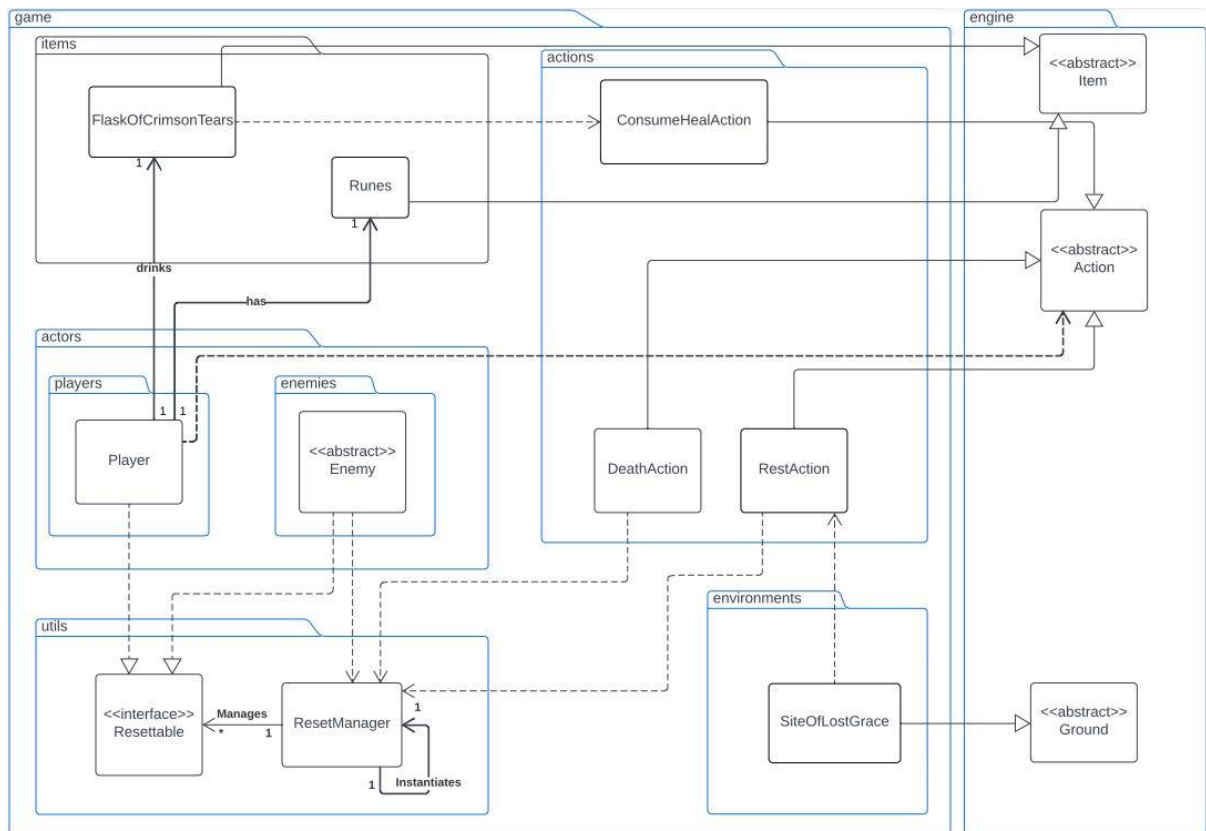 game
engine
items
actions
<<abstract>>
Item
FlaskOfCrimsonTears
ConsumeHealAction
1
Runes
1
<<abstract>>
Action
drinks
has
actors
players
enemies
1
1
<<abstract>>
Enemy
Player
DeathAction
RestAction
environments
utils
<<interface>>
Resettable
Manages
*
1
ResetManager
1
SiteOfLostGrace
<<abstract>>
Ground
1
Instantiates